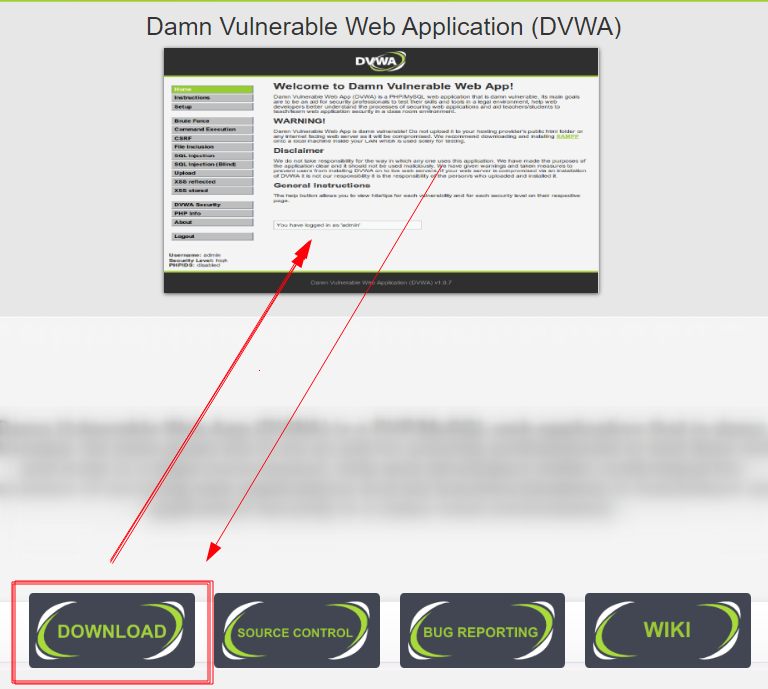 Damn Vulnerable Web Application (DVWA)
DVWA
Home
Instructions
Setup
Brute Force
Command Execution
CSRF
File Inclusion
SQL Injection
SQL Injection (Blind)
Upload
XSS reflected
XSS stored
DVWA Security
PHP Info
About
Logout
Username: admin
Security Level: high
PHPIDS: disabled
Welcome to Damn Vulnerable Web App!
Damn Vulnerable Web App (DVWA) is a PHP/MySQL web application that is damn vulnerable. Its main goals
are to be an aid for security professionals to test their skills and tools in a legal environment, help web
developers better understand the processes of securing web applications and aid teachers/students to
teach/learn web application security in a class room environment.
WARNING!
Damn Vulnerable Web App is damn vulnerable! Do not upload it to your hosting provider's public html folder or
any internet facing web server as it will be compromised. We recommend downloading and installing XAMPP
onto a local machine inside your LAN which is used solely for testing.
Disclaimer
We do not take responsibility for the way in which any one uses this application. We have made the purposes of
the application clear and it should not be used maliciously. We have given warnings and taken measures to
prevent users from installing DVWA on to live web servers. If your web server is compromised via an installation
of DVWA it is not our responsibility it is the responsibility of the person/s who uploaded and installed it.
General Instructions
The help button allows you to view hits/tips for each vulnerability and for each security level on their respective
page.
You have logged in as 'admin'
Damn Vulnerable Web Application (DVWA) v1.0.7
DOWNLOAD
SOURCE CONTROL
BUG REPORTING
WIKI